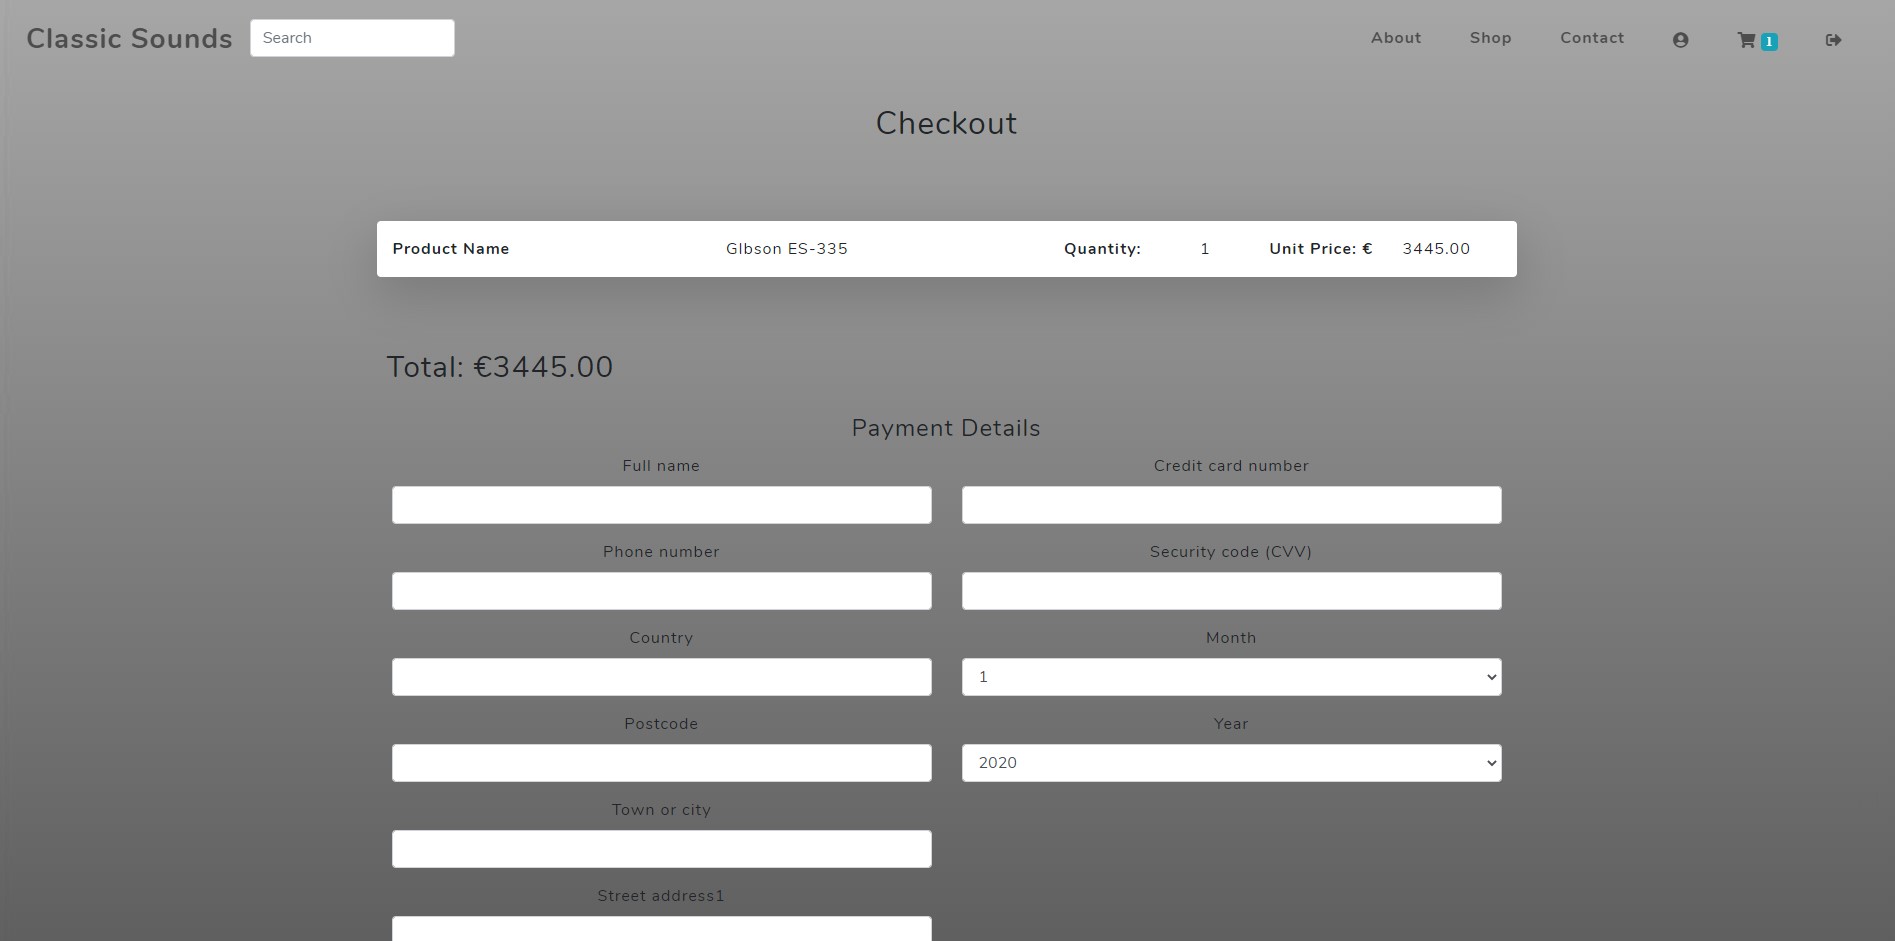 Classic Sounds Search About Shop Contact 1
Checkout
Product Name GIbson ES-335 Quantity: 1 Unit Price: € 3445.00
Total: €3445.00
Payment Details
Full name Credit card number
Phone number Security code (CVV)
Country Month
1
Postcode Year
2020
Town or city
Street address1